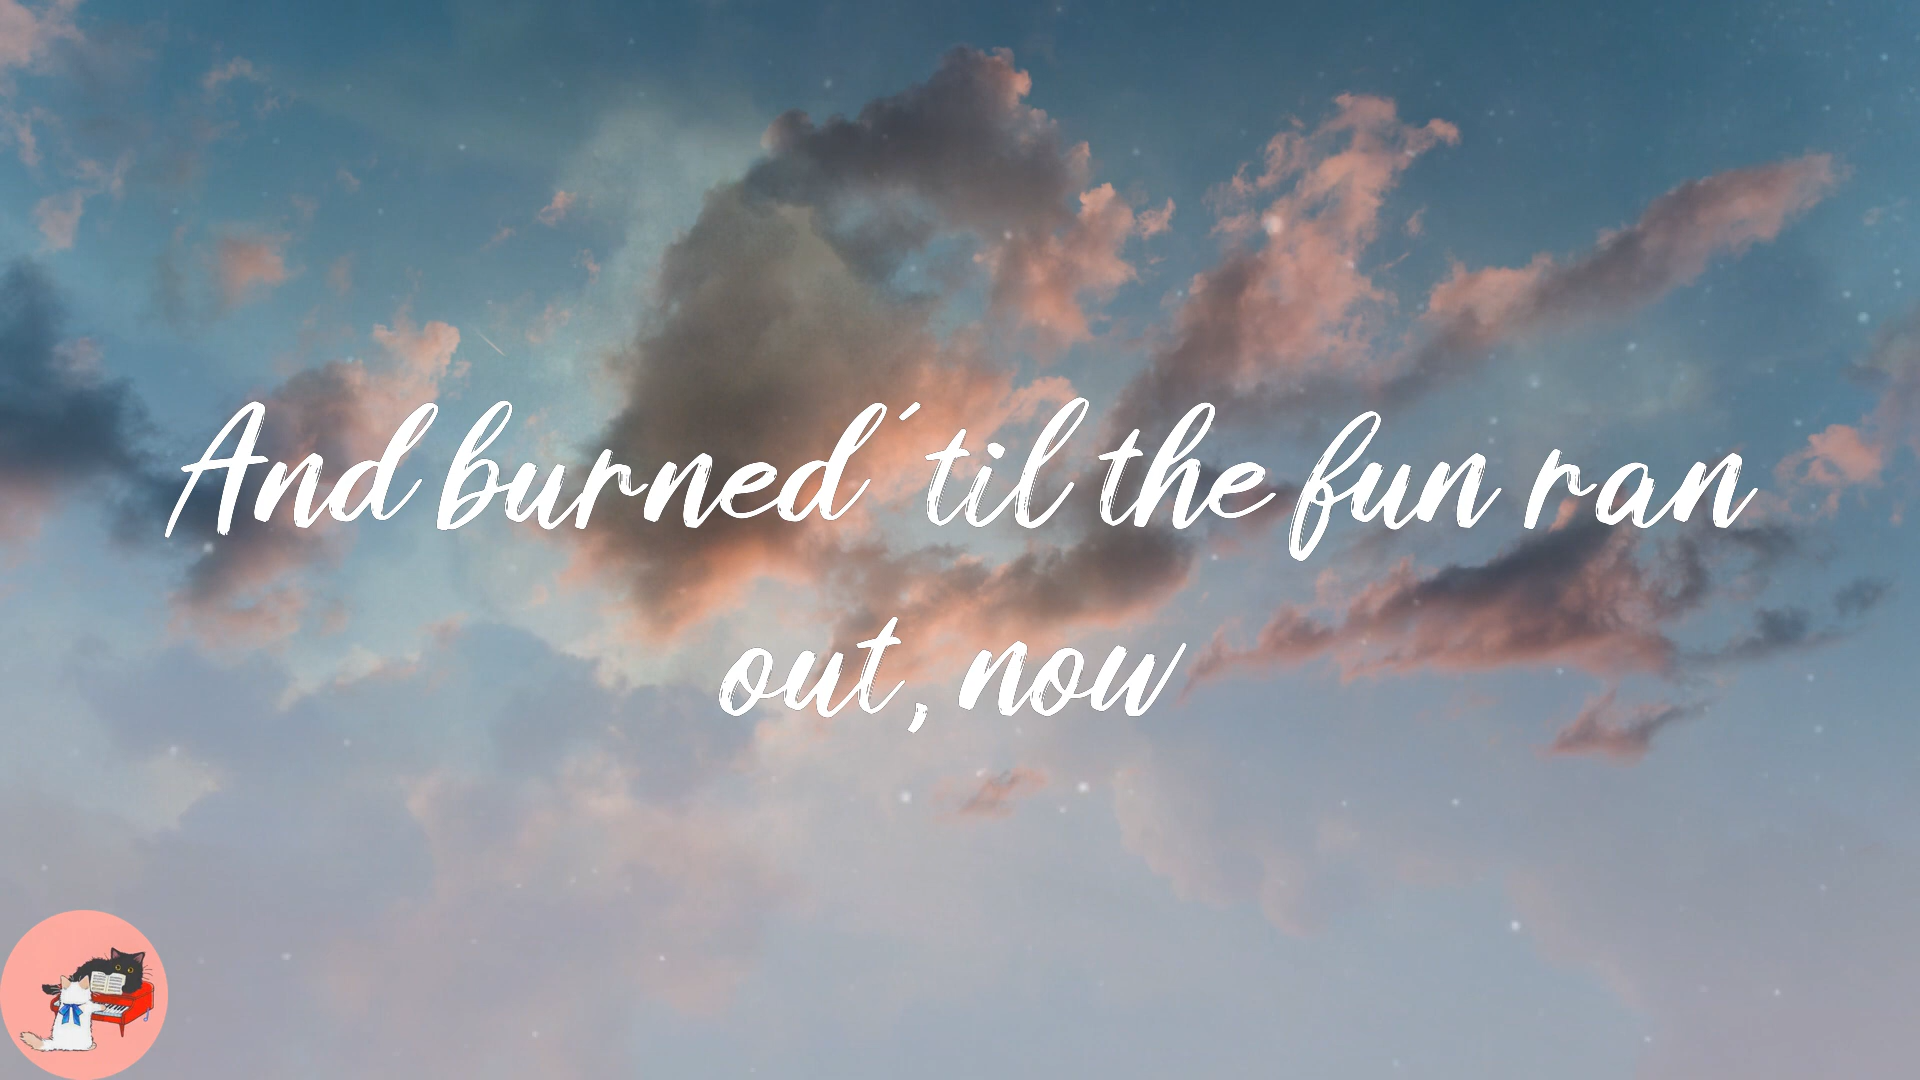 And burned ´til the fun ran
out, now